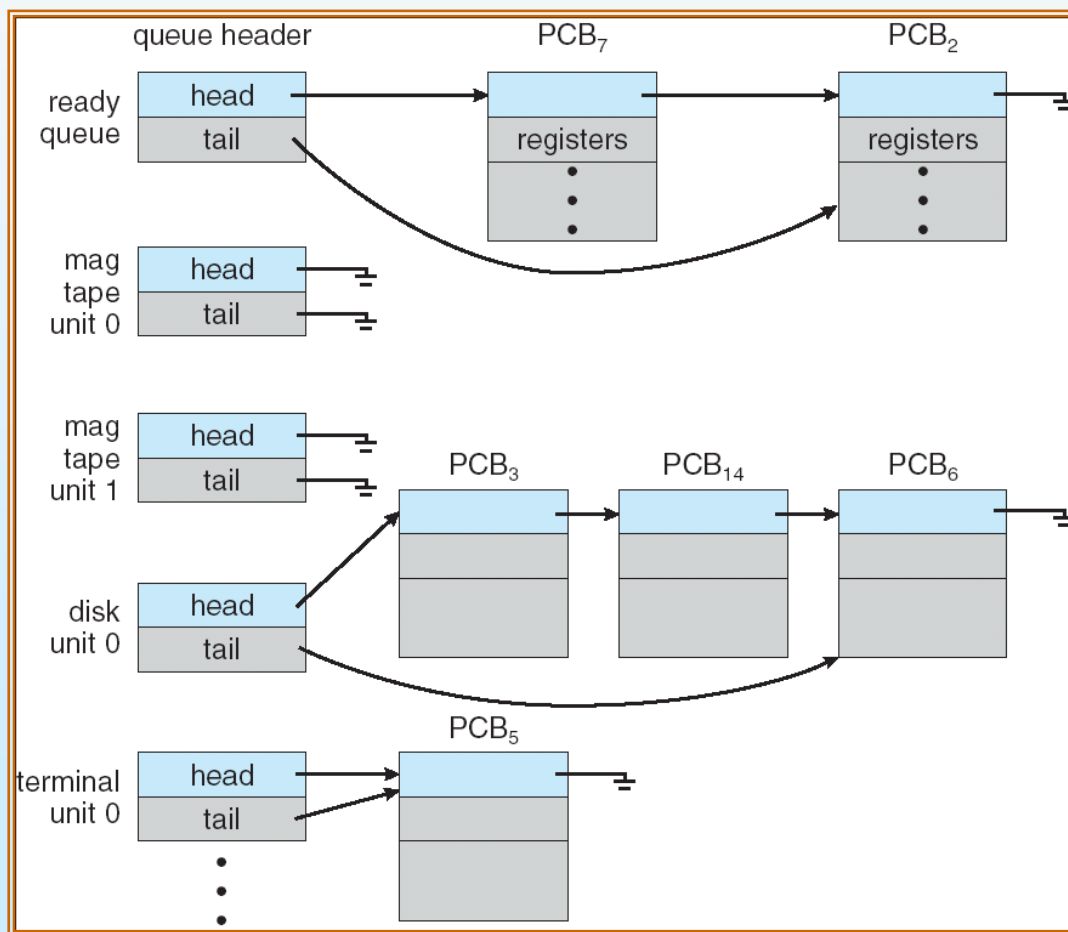 queue header
PCB₇
PCB₂
ready
queue
head
tail
registers
registers
mag
tape
unit 0
head
tail
mag
tape
unit 1
head
tail
PCB₃
PCB₁₄
PCB₆
disk
unit 0
head
tail
PCB₅
terminal
unit 0
head
tail